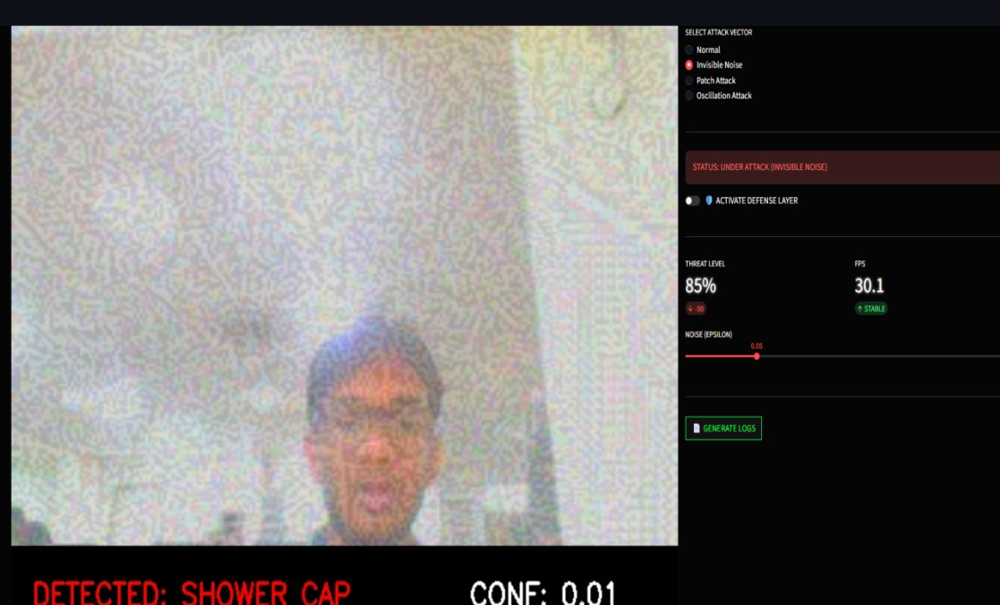 SELECT ATTACK VECTOR
Normal
Invisible Noise
Patch Attack
Oscillation Attack
STATUS: UNDER ATTACK (INVISIBLE NOISE)
ACTIVATE DEFENSE LAYER
THREAT LEVEL
85%
↓ -50
FPS
30.1
↑ STABLE
NOISE (EPSILON)
0.05
GENERATE LOGS
DETECTED: SHOWER CAP CONF: 0.01